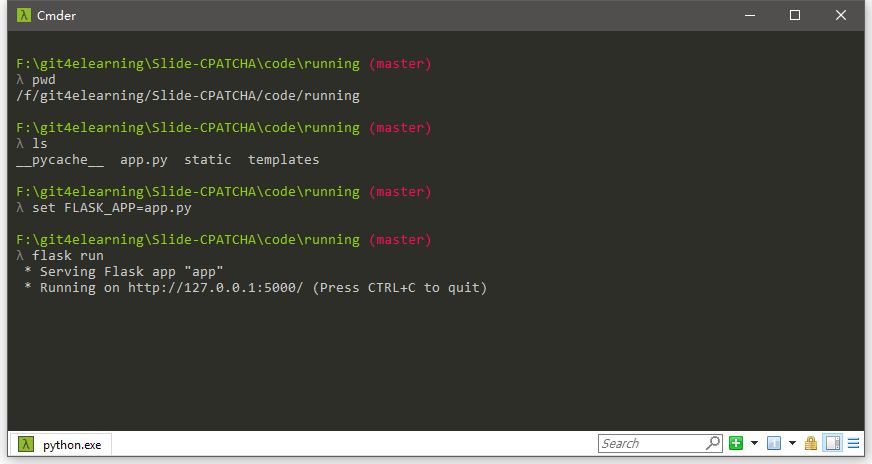 Cmder
F:\git4elearning\Slide-CPATCHA\code\running (master)
λ pwd
/f/git4elearning/Slide-CPATCHA/code/running
F:\git4elearning\Slide-CPATCHA\code\running (master)
λ ls
__pycache__  app.py  static  templates
F:\git4elearning\Slide-CPATCHA\code\running (master)
λ set FLASK_APP=app.py
F:\git4elearning\Slide-CPATCHA\code\running (master)
λ flask run
 * Serving Flask app "app"
 * Running on http://127.0.0.1:5000/ (Press CTRL+C to quit)
python.exe
Search